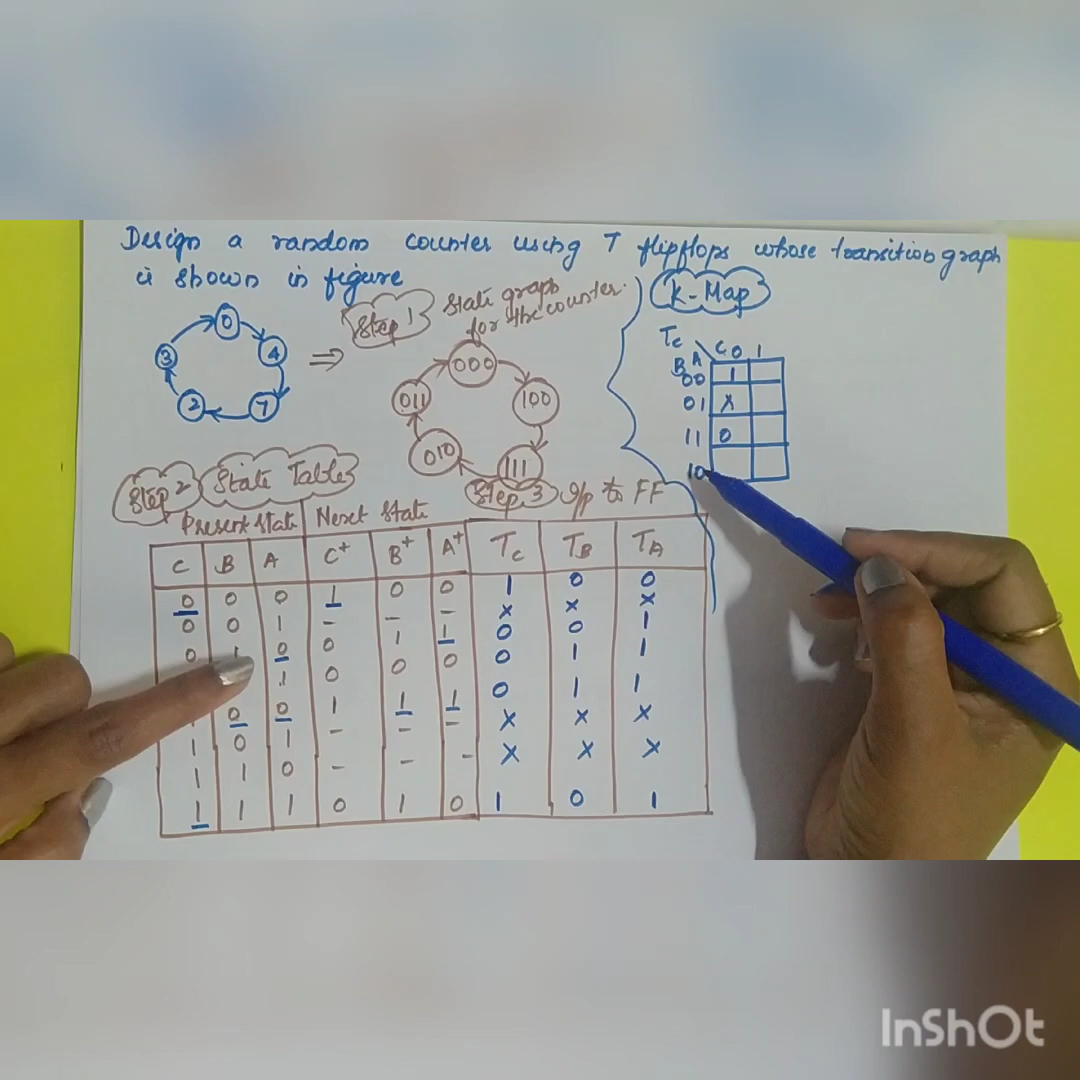 Design a random counter using T flipflops whose transition graph
is shown in figure
Step 1 State graph
for the counter.
K-Map
0
4
7
2
3
⇒
000
100
111
010
011
Tc C 0 1
B A
00 1
01 X
11 0
10
Step 2 State Table
Step 3 i/p to FF
Present state Next state
C B A C+ B+ A+ Tc TB TA
0 0 0 1 0 0 1 0 0
0 0 1 - - - X X X
0 1 0 0 1 1 0 0 1
1 0 0 0 0 1 1
1 0 0 1 1 1 0 1 1
1 0 1 - - - X X X
1 1 0 - - - X X X
1 1 1 0 1 0 1 0 1
InShOt